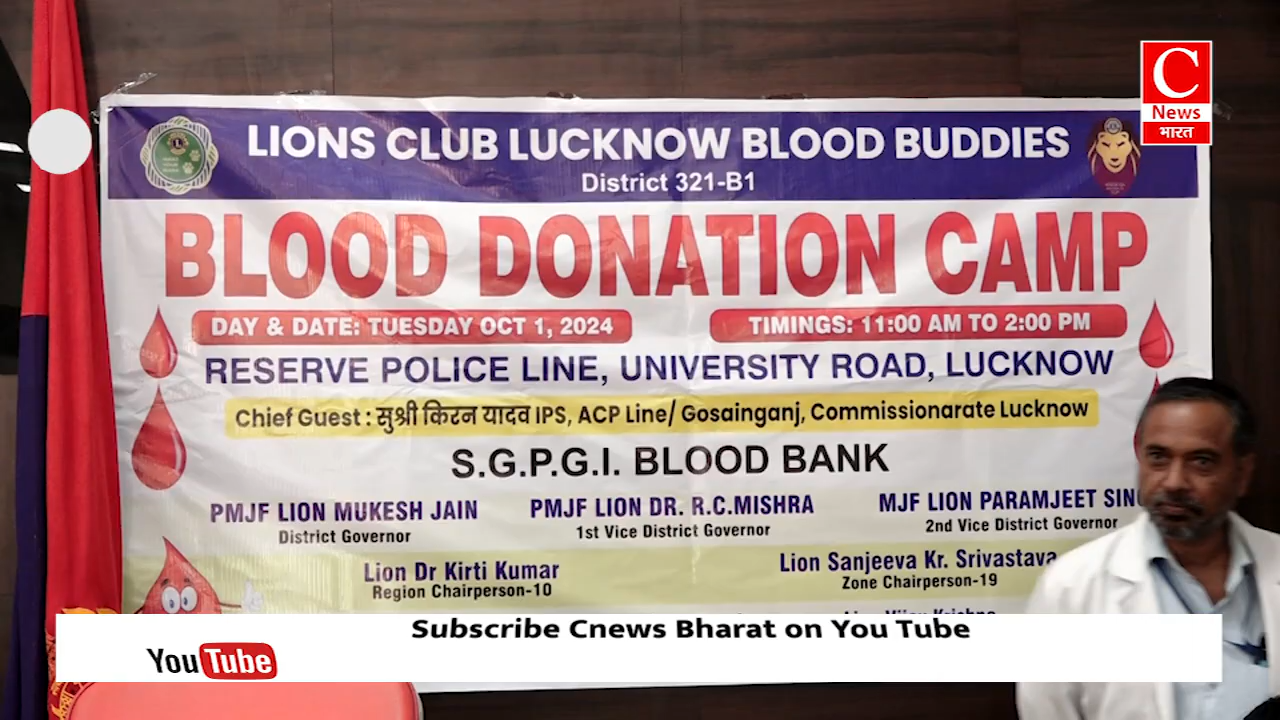 C
News
भारत
LIONS CLUB LUCKNOW BLOOD BUDDIES
District 321-B1
BLOOD DONATION CAMP
DAY & DATE: TUESDAY OCT 1, 2024
TIMINGS: 11:00 AM TO 2:00 PM
RESERVE POLICE LINE, UNIVERSITY ROAD, LUCKNOW
Chief Guest : सुश्री किरन यादव IPS, ACP Line/ Gosainganj, Commissionarate Lucknow
S.G.P.G.I. BLOOD BANK
PMJF LION MUKESH JAIN
District Governor
PMJF LION DR. R.C.MISHRA
1st Vice District Governor
MJF LION PARAMJEET
2nd Vice District Governor
Lion Dr Kirti Kumar
Region Chairperson-10
Lion Sanjeeva Kr. Srivastava
Zone Chairperson-19
Subscribe Cnews Bharat on You Tube
YouTube